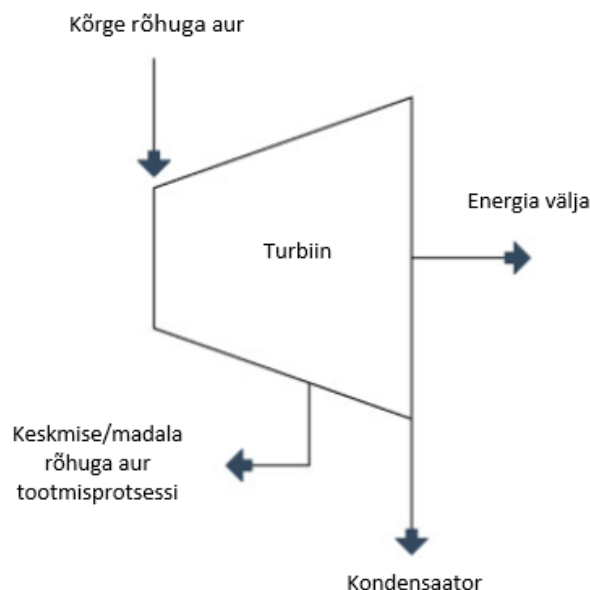 Kõrge rõhuga aur
Energia välja
Turbiin
Keskmise/madala
rõhuga aur
tootmisprotsessi
Kondensaator